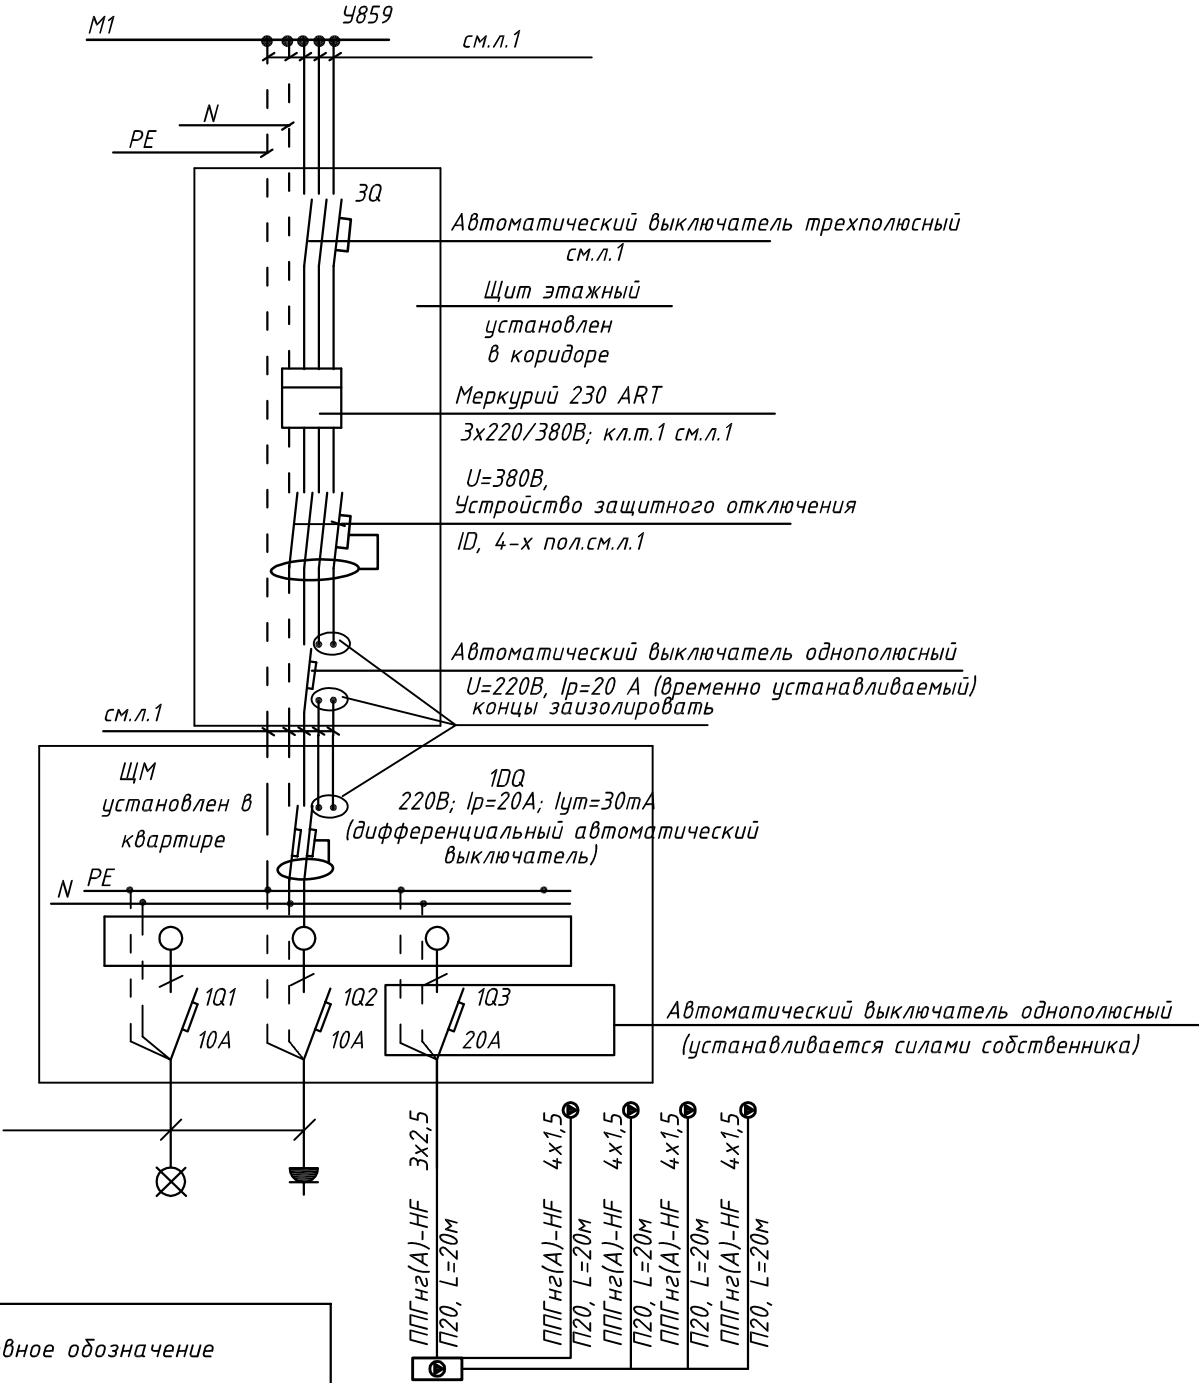 М1
У859
см.л.1
N
PE
3Q
Автоматический выключатель трехполюсный
см.л.1
Щит этажный
установлен
в коридоре
Меркурий 230 ART
3х220/380В; кл.т.1 см.л.1
U=380В,
Устройство защитного отключения
ID, 4-х пол.см.л.1
Автоматический выключатель однополюсный
U=220В, Iр=20 А (временно устанавливаемый)
концы заизолировать
см.л.1
ЩМ
установлен в
квартире
1DQ
220В; Iр=20А; Iут=30mA
(дифференциальный автоматический
выключатель)
PE
N
1Q1
10А
1Q2
10А
1Q3
20А
Автоматический выключатель однополюсный
(устанавливается силами собственника)
ППГнг(А)-HF 3х2,5
П20, L=20м
ППГнг(А)-HF 4х1,5
П20, L=20м
ППГнг(А)-HF 4х1,5
П20, L=20м
ППГнг(А)-HF 4х1,5
П20, L=20м
ППГнг(А)-HF 4х1,5
П20, L=20м
вное обозначение